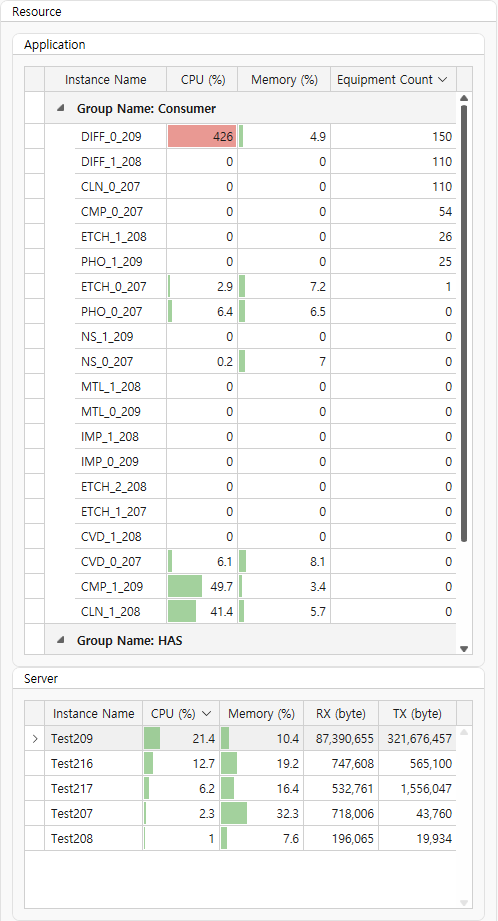 Resource
Application
Instance Name CPU (%) Memory (%) Equipment Count
Group Name: Consumer
DIFF_0_209 426 4.9 150
DIFF_1_208 0 0 110
CLN_0_207 0 0 110
CMP_0_207 0 0 54
ETCH_1_208 0 0 26
PHO_1_209 0 0 25
ETCH_0_207 2.9 7.2 1
PHO_0_207 6.4 6.5 0
NS_1_209 0 0 0
NS_0_207 0.2 7 0
MTL_1_208 0 0 0
MTL_0_209 0 0 0
IMP_1_208 0 0 0
IMP_0_209 0 0 0
ETCH_2_208 0 0 0
ETCH_1_207 0 0 0
CVD_1_208 0 0 0
CVD_0_207 6.1 8.1 0
CMP_1_209 49.7 3.4 0
CLN_1_208 41.4 5.7 0
Group Name: HAS
Server
Instance Name CPU (%) Memory (%) RX (byte) TX (byte)
Test209 21.4 10.4 87,390,655 321,676,457
Test216 12.7 19.2 747,608 565,100
Test217 6.2 16.4 532,761 1,556,047
Test207 2.3 32.3 718,006 43,760
Test208 1 7.6 196,065 19,934